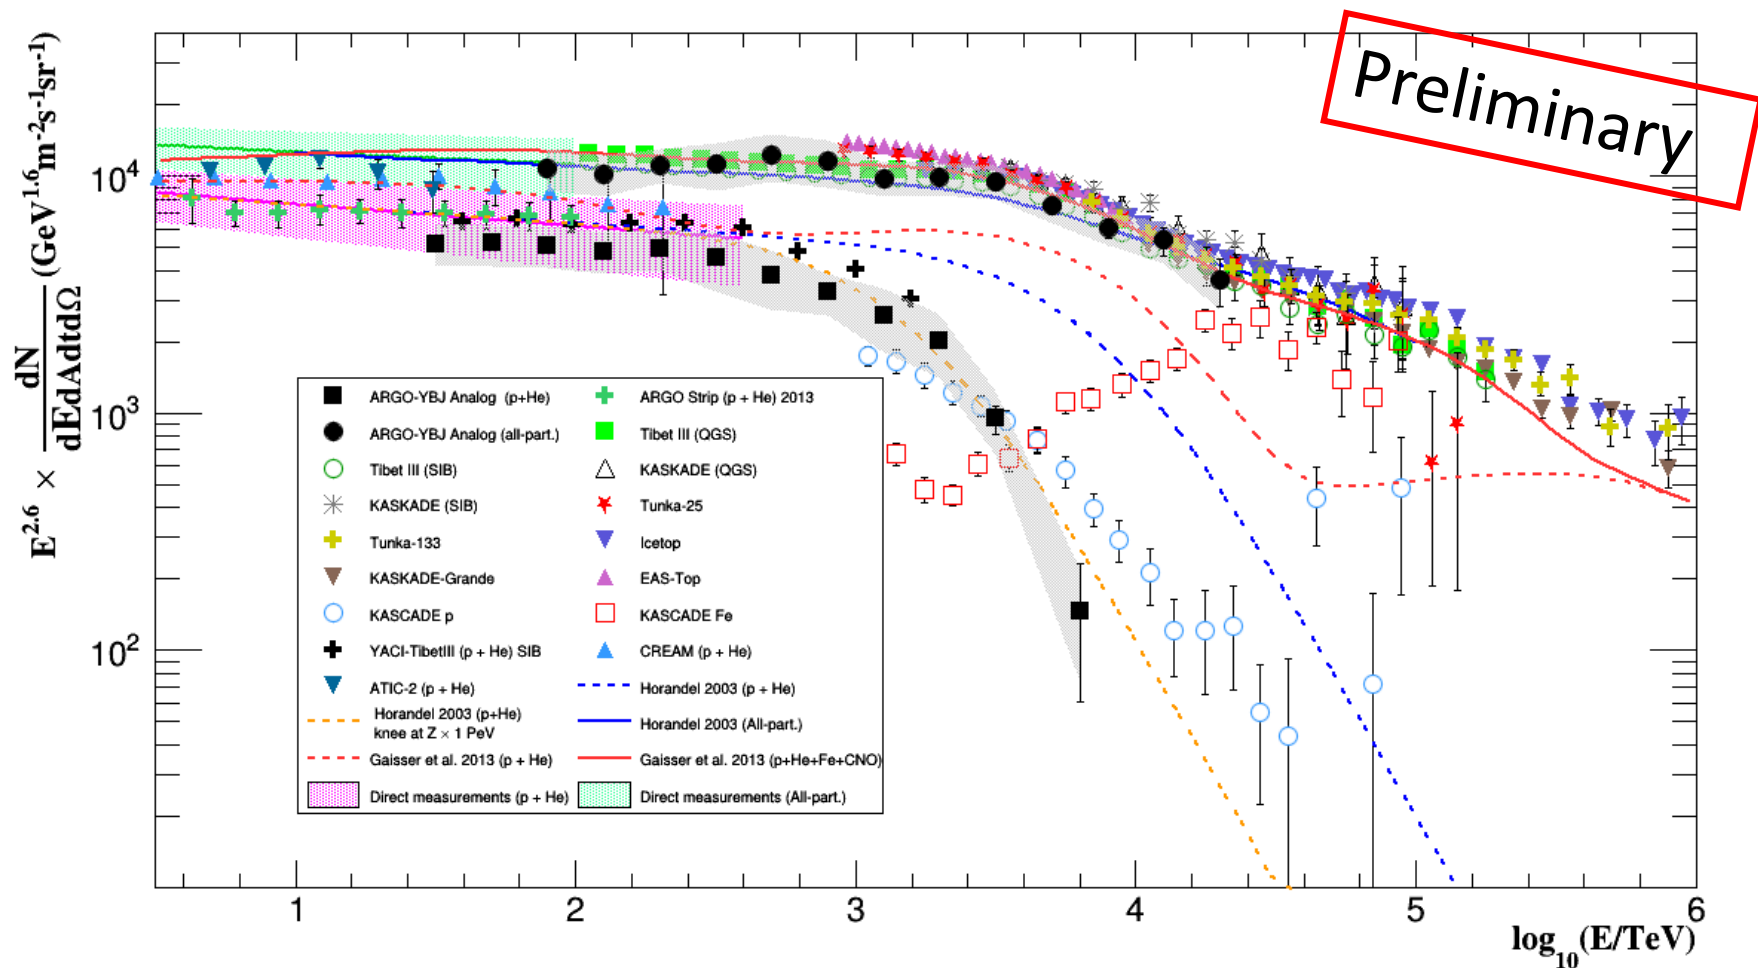 Preliminary
E^2.6 × dN/dEdAdtdΩ (GeV^1.6 m^-2 s^-1 sr^-1)
10^4
10^3
10^2
ARGO-YBJ Analog (p+He)
ARGO Strip (p + He) 2013
ARGO-YBJ Analog (all-part.)
Tibet III (QGS)
Tibet III (SIB)
KASKADE (QGS)
KASKADE (SIB)
Tunka-25
Tunka-133
Icetop
KASKADE-Grande
EAS-Top
KASCADE p
KASCADE Fe
YACI-TibetIII (p + He) SIB
CREAM (p + He)
ATIC-2 (p + He)
Horandel 2003 (p + He)
Horandel 2003 (p+He)
knee at Z × 1 PeV
Horandel 2003 (All-part.)
Gaisser et al. 2013 (p + He)
Gaisser et al. 2013 (p+He+Fe+CNO)
Direct measurements (p + He)
Direct measurements (All-part.)
1 2 3 4 5 6
log10(E/TeV)